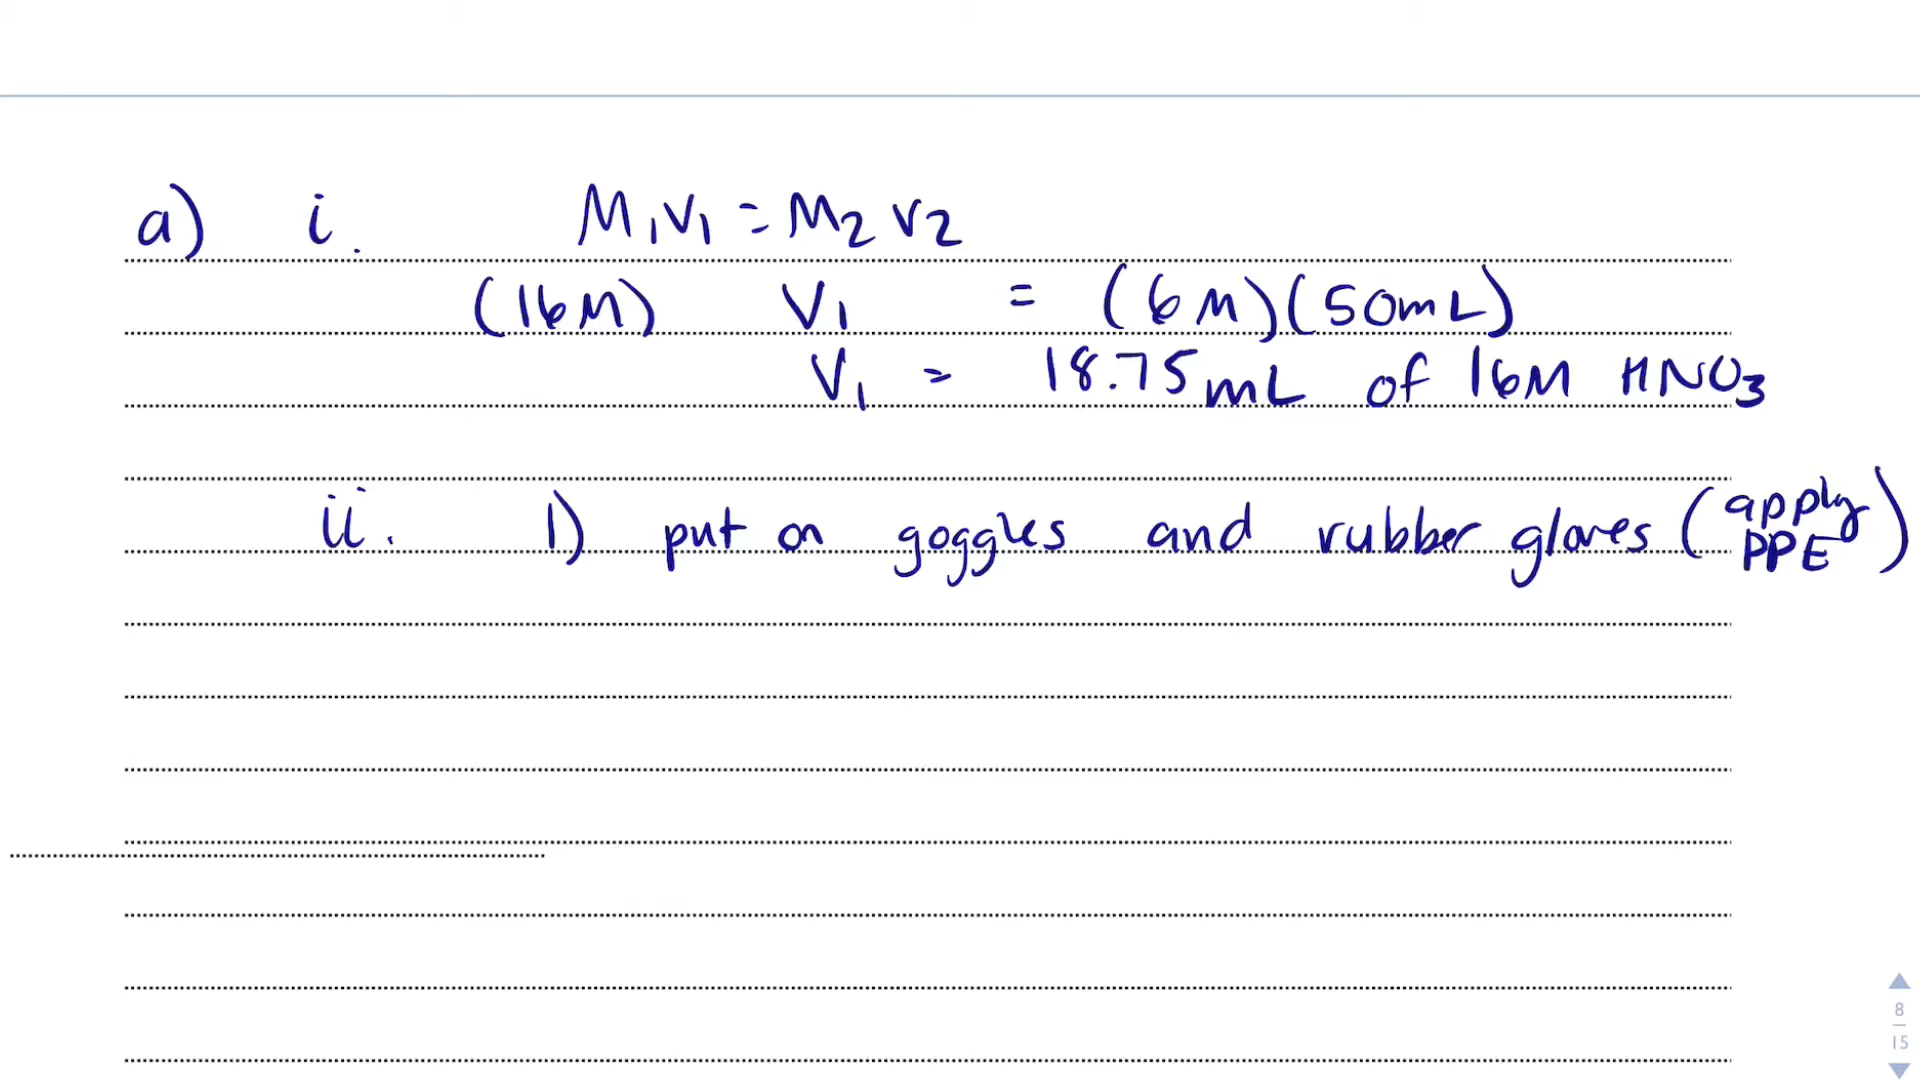 a) i. M₁V₁ = M₂V₂
(16M) V₁ = (6M)(50mL)
V₁ = 18.75mL of 16M HNO₃
ii. 1) put on goggles and rubber gloves (apply PPE)
8
15